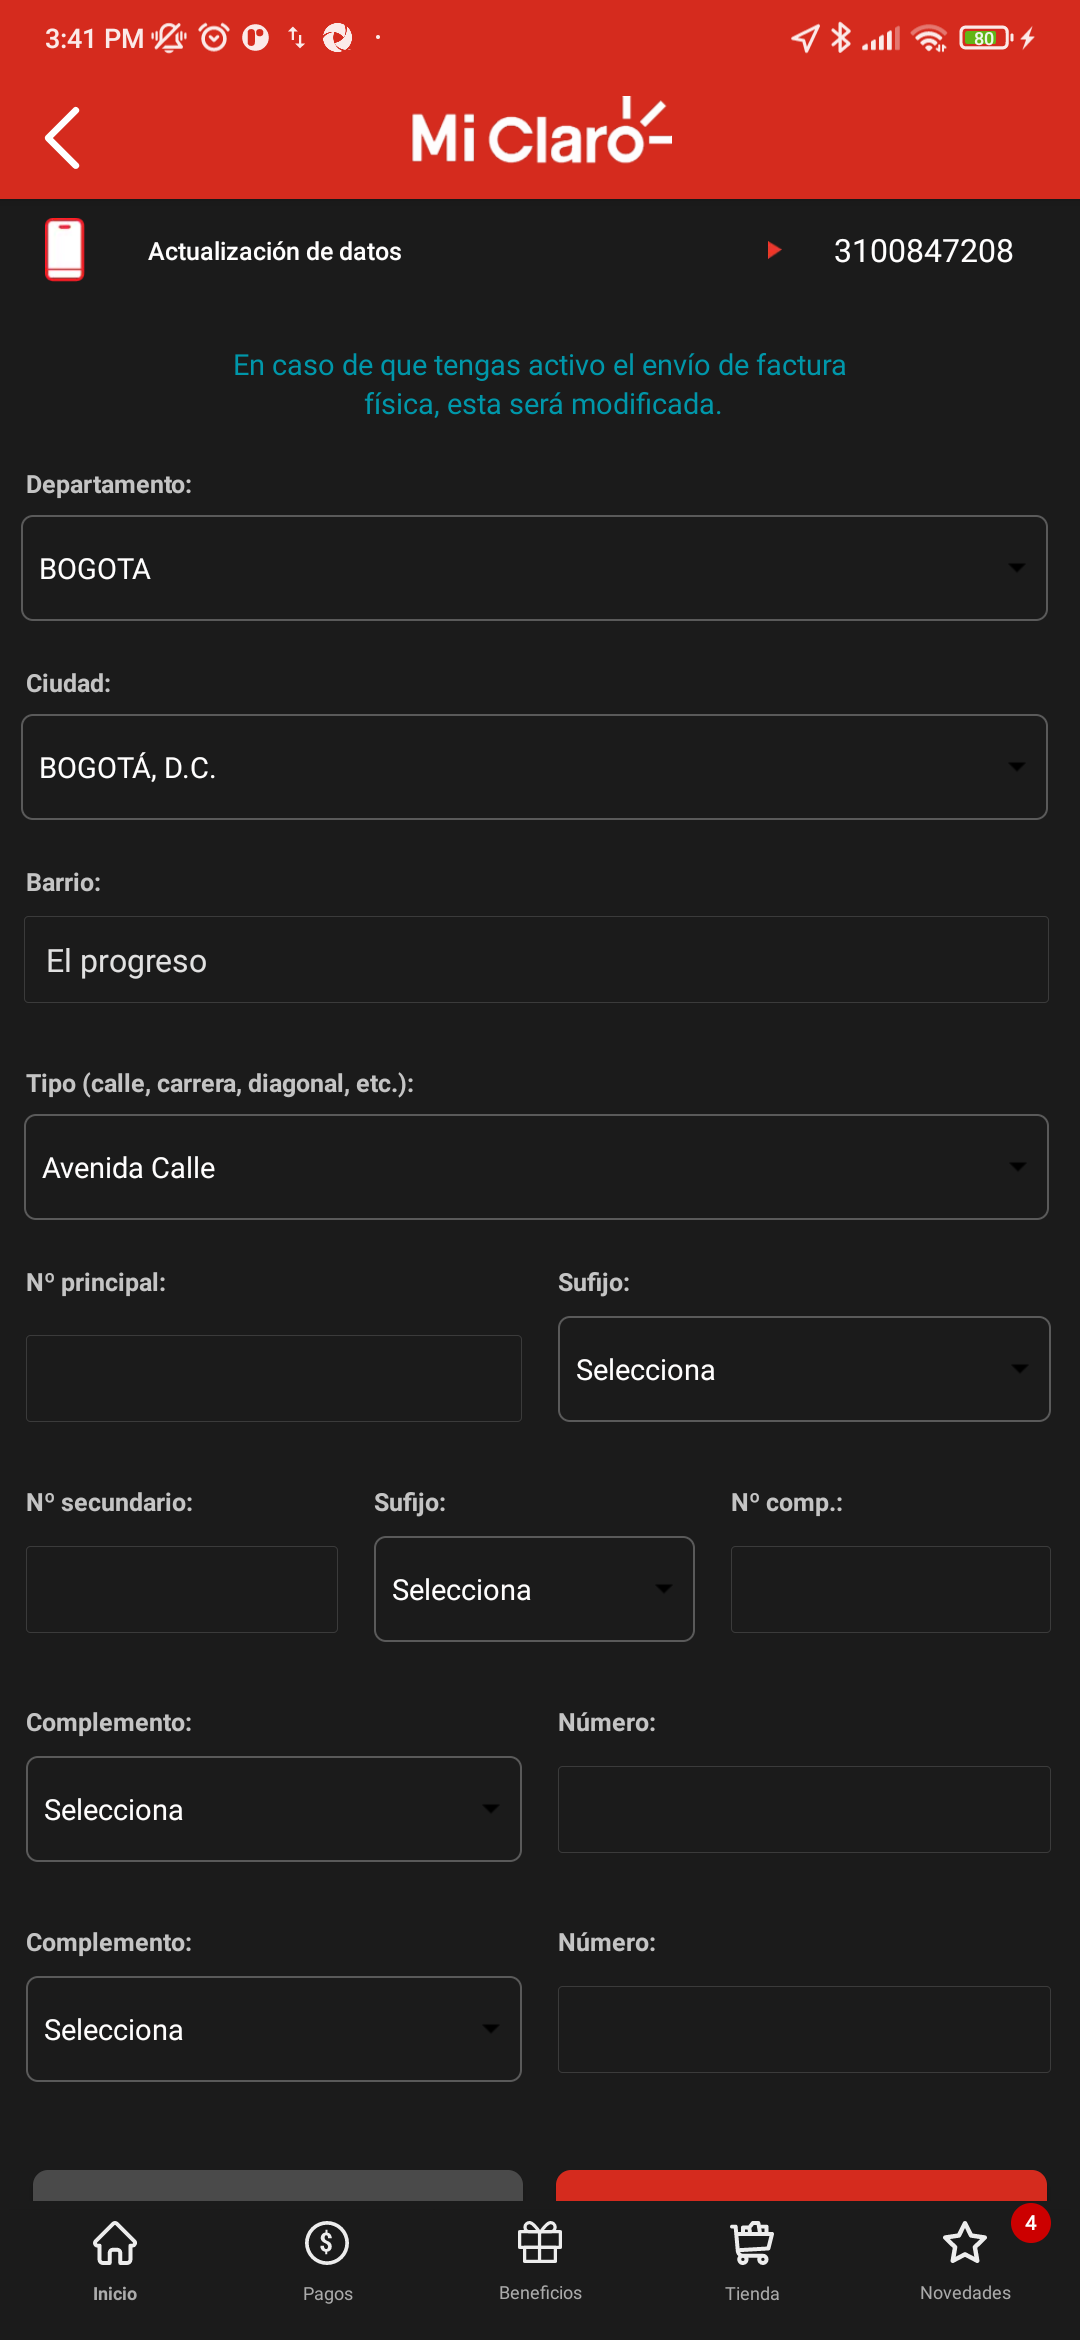 3:41 PM
80
Mi Claro
Actualización de datos
3100847208
En caso de que tengas activo el envío de factura
física, esta será modificada.
Departamento:
BOGOTA
Ciudad:
BOGOTÁ, D.C.
Barrio:
El progreso
Tipo (calle, carrera, diagonal, etc.):
Avenida Calle
Nº principal:
Sufijo:
Selecciona
Nº secundario:
Sufijo:
Nº comp.:
Selecciona
Complemento:
Número:
Selecciona
Complemento:
Número:
Selecciona
4
Inicio
Pagos
Beneficios
Tienda
Novedades